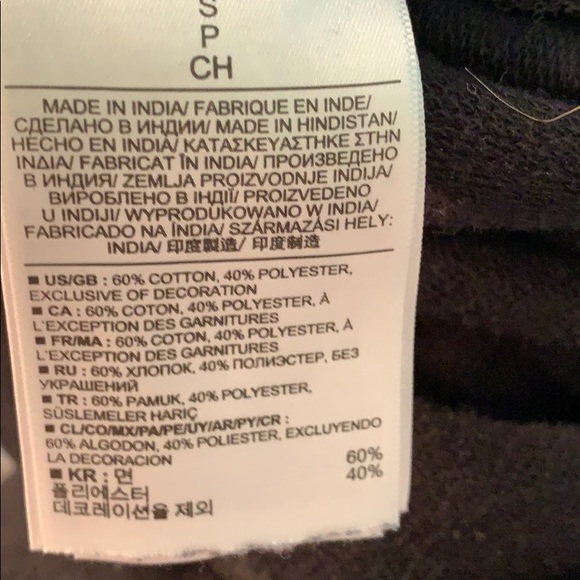 S
P
CH
MADE IN INDIA/ FABRIQUE EN INDE/
СДЕЛАНО В ИНДИИ/ MADE IN HINDISTAN/
HECHO EN INDIA/ ΚΑΤΑΣΚΕΥΑΣΤΗΚΕ ΣΤΗΝ
ΙΝΔΙΑ/ FABRICAT ÎN INDIA/ ПРОИЗВЕДЕНО
В ИНДИЯ/ ZEMLJA PROIZVODNJE INDIJA/
ВИРОБЛЕНО В ІНДІЇ/ PROIZVEDENO
U INDIJI/ WYPRODUKOWANO W INDIA/
FABRICADO NA ÍNDIA/ SZÁRMAZÁSI HELY:
INDIA/ 印度製造/ 印度制造
■ US/GB : 60% COTTON, 40% POLYESTER,
EXCLUSIVE OF DECORATION
■ CA : 60% COTON, 40% POLYESTER, À
L'EXCEPTION DES GARNITURES
■ FR/MA : 60% COTON, 40% POLYESTER, À
L'EXCEPTION DES GARNITURES
■ RU : 60% ХЛОПОК, 40% ПОЛИЭСТЕР, БЕЗ
УКРАШЕНИЙ
■ TR : 60% PAMUK, 40% POLYESTER,
SÜSLEMELER HARIÇ
■ CL/CO/MX/PA/PE/UY/AR/PY/CR :
60% ALGODON, 40% POLIESTER, EXCLUYENDO
LA DECORACION
■ KR : 면 60%
폴리에스터 40%
데코레이션을 제외